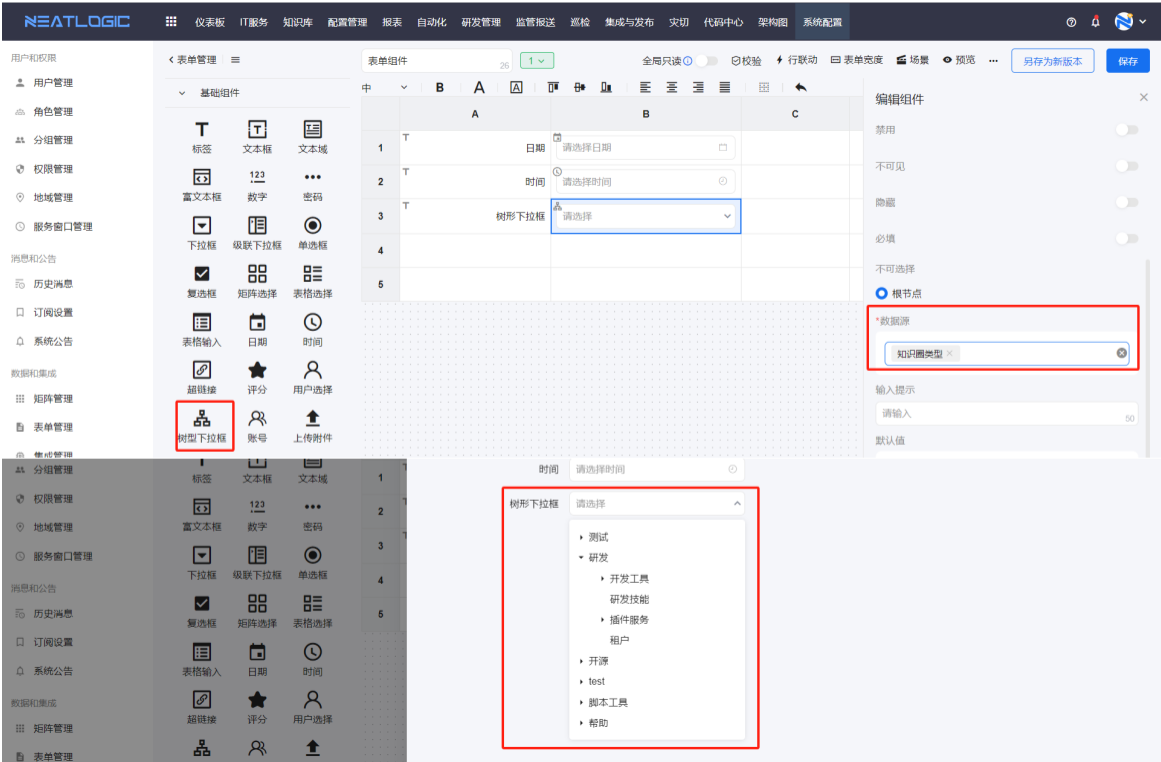 NEATLOGIC 仪表板 IT服务 知识库 配置管理 报表 自动化 研发管理 监管报送 巡检 集成与发布 灾切 代码中心 架构图 系统配置
用户和权限
用户管理
角色管理
分组管理
权限管理
地域管理
服务窗口管理
消息和公告
历史消息
订阅设置
系统公告
数据和集成
矩阵管理
表单管理
集成管理
表单管理
基础组件
标签 文本框 文本域
富文本框 数字 密码
下拉框 级联下拉框 单选框
复选框 矩阵选择 表格选择
表格输入 日期 时间
超链接 评分 用户选择
树型下拉框 账号 上传附件
表单组件 26 1 全局只读 校验 行联动 表单宽度 场景 预览 ... 另存为新版本 保存
中 B A A
A B C
1 日期 请选择日期
2 时间 请选择时间
3 树形下拉框 请选择
4
5
编辑组件
禁用
不可见
隐藏
必填
不可选择
根节点
*数据源
知识圈类型
输入提示
请输入 50
默认值
分组管理
权限管理
地域管理
服务窗口管理
消息和公告
历史消息
订阅设置
系统公告
数据和集成
矩阵管理
表单管理
标签 文本框 文本域
富文本框 数字 密码
下拉框 级联下拉框 单选框
复选框 矩阵选择 表格选择
表格输入 日期 时间
超链接 评分 用户选择
1
2
3
4
5
时间 请选择时间
树形下拉框 请选择
测试
研发
开发工具
研发技能
插件服务
租户
开源
test
脚本工具
帮助